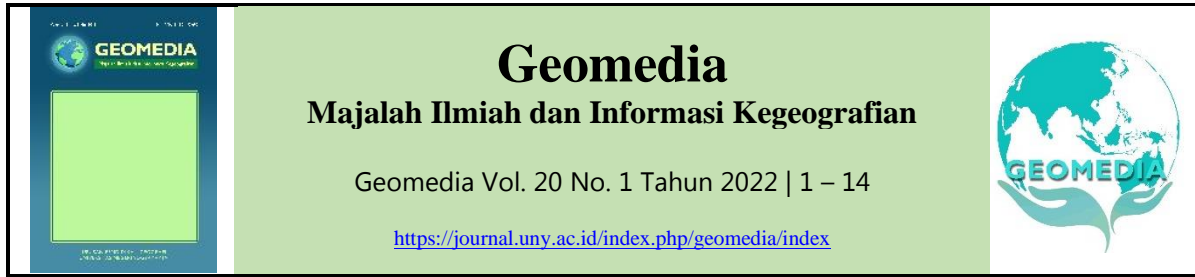 GEOMEDIA
Geomedia
Majalah Ilmiah dan Informasi Kegeografian
Geomedia Vol. 20 No. 1 Tahun 2022 | 1 – 14
https://journal.uny.ac.id/index.php/geomedia/index
GEOMEDIA